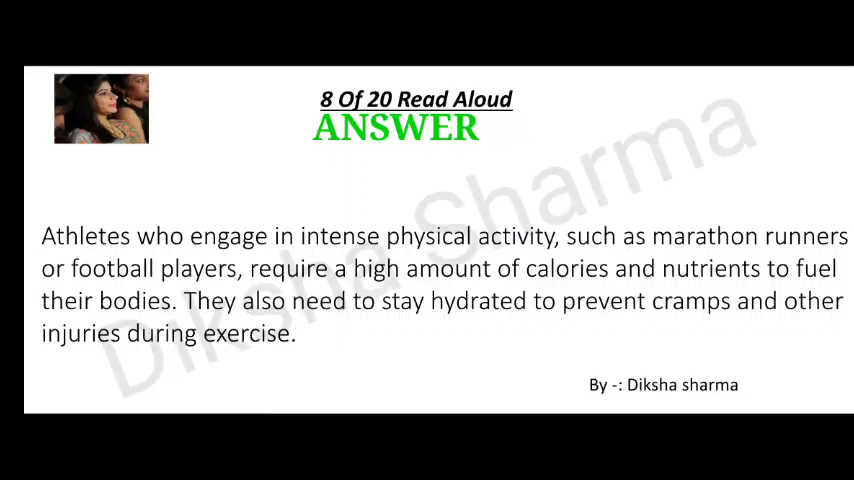 8 Of 20 Read Aloud
ANSWER
Athletes who engage in intense physical activity, such as marathon runners
or football players, require a high amount of calories and nutrients to fuel
their bodies. They also need to stay hydrated to prevent cramps and other
injuries during exercise.
Diksha Sharma
By -: Diksha sharma